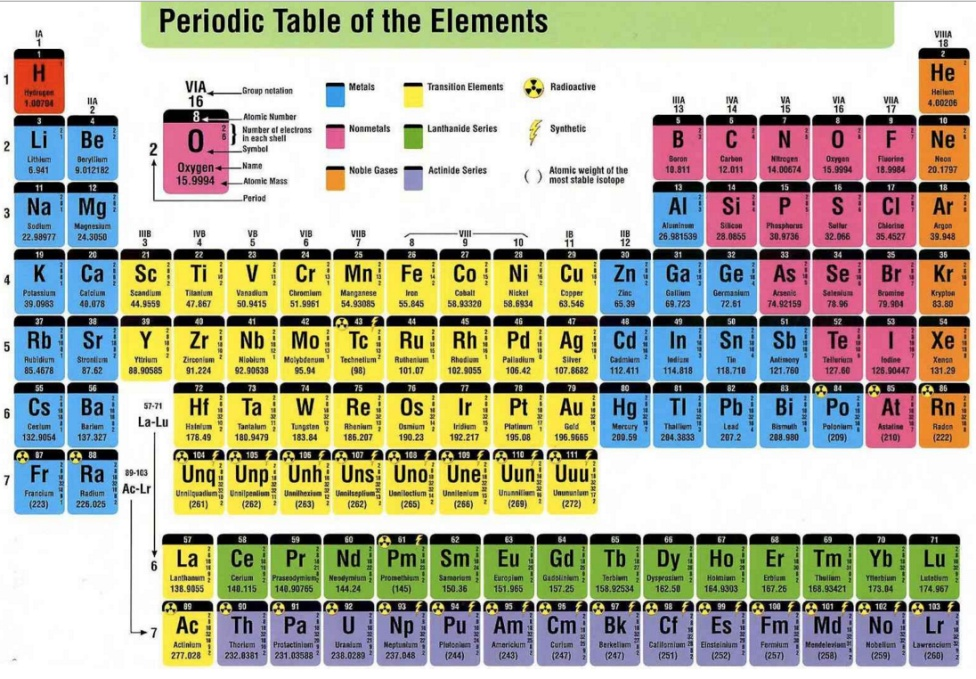 Periodic Table of the Elements
IA
1
VIIIA
18
1
1
H
Hydrogen
1.00794
IIA
2
VIA
16
Group notation
8
Atomic Number
Number of electrons
in each shell
O
Symbol
2
Oxygen
Name
15.9994
Atomic Mass
Period
Metals
Transition Elements
Radioactive
Nonmetals
Lanthanide Series
Synthetic
Noble Gases
Actinide Series
( ) Atomic weight of the
most stable isotope
IIIA IVA VA VIA VIIA
13 14 15 16 17
2
He
Helium
4.00206
2
3 4 5 6 7 8 9 10
Li Be B C N O F Ne
Lithium Beryllium Boron Carbon Nitrogen Oxygen Fluorine Neon
6.941 9.012182 10.811 12.011 14.00674 15.9994 18.9984 20.1797
3
11 12 13 14 15 16 17 18
Na Mg Al Si P S Cl Ar
Sodium Magnesium Aluminum Silicon Phosphorus Sulfur Chlorine Argon
22.98977 24.3050 26.981539 28.0855 30.9736 32.066 35.4527 39.948
IIIB IVB VB VIB VIIB VIII IB IIB
3 4 5 6 7 8 9 10 11 12
4
19 20 21 22 23 24 25 26 27 28 29 30 31 32 33 34 35 36
K Ca Sc Ti V Cr Mn Fe Co Ni Cu Zn Ga Ge As Se Br Kr
Potassium Calcium Scandium Titanium Vanadium Chromium Manganese Iron Cobalt Nickel Copper Zinc Gallium Germanium Arsenic Selenium Bromine Krypton
39.0983 40.078 44.9559 47.867 50.9415 51.9961 54.93085 55.845 58.93320 58.6934 63.546 65.39 69.723 72.61 74.92159 78.96 79.904 83.80
5
37 38 39 40 41 42 43 44 45 46 47 48 49 50 51 52 53 54
Rb Sr Y Zr Nb Mo Tc Ru Rh Pd Ag Cd In Sn Sb Te I Xe
Rubidium Strontium Yttrium Zirconium Niobium Molybdenum Technetium Ruthenium Rhodium Palladium Silver Cadmium Indium Tin Antimony Tellurium Iodine Xenon
85.4678 87.62 88.90585 91.224 92.90638 95.94 (98) 101.07 102.9055 106.42 107.8682 112.411 114.818 118.710 121.760 127.60 126.90447 131.29
6
55 56 72 73 74 75 76 77 78 79 80 81 82 83 84 85 86
57-71
La-Lu
Cs Ba Hf Ta W Re Os Ir Pt Au Hg Tl Pb Bi Po At Rn
Cesium Barium Hafnium Tantalum Tungsten Rhenium Osmium Iridium Platinum Gold Mercury Thallium Lead Bismuth Polonium Astatine Radon
132.9054 137.327 178.49 180.9479 183.84 186.207 190.23 192.217 195.08 196.9665 200.59 204.3833 207.2 208.980 (209) (210) (222)
7
87 88 104 105 106 107 108 109 110 111
89-103
Ac-Lr
Fr Ra Unq Unp Unh Uns Uno Une Uun Uuu
Francium Radium Unnilquadium Unnilpentium Unnilhexium Unnilseptium Unniloctium Unnilenium Ununnilium Unununium
(223) 226.025 (261) (262) (263) (262) (265) (266) (269) (272)
6
57 58 59 60 61 62 63 64 65 66 67 68 69 70 71
La Ce Pr Nd Pm Sm Eu Gd Tb Dy Ho Er Tm Yb Lu
Lanthanum Cerium Praseodymium Neodymium Promethium Samarium Europium Gadolinium Terbium Dysprosium Holmium Erbium Thulium Ytterbium Lutetium
138.9055 140.115 140.90765 144.24 (145) 150.36 151.965 157.25 158.92534 162.50 164.9303 167.26 168.93421 173.04 174.967
7
89 90 91 92 93 94 95 96 97 98 99 100 101 102 103
Ac Th Pa U Np Pu Am Cm Bk Cf Es Fm Md No Lr
Actinium Thorium Protactinium Uranium Neptunium Plutonium Americium Curium Berkelium Californium Einsteinium Fermium Mendelevium Nobelium Lawrencium
277.028 232.0381 231.03588 238.0289 237.048 (244) (243) (247) (247) (251) (252) (257) (258) (259) (260)